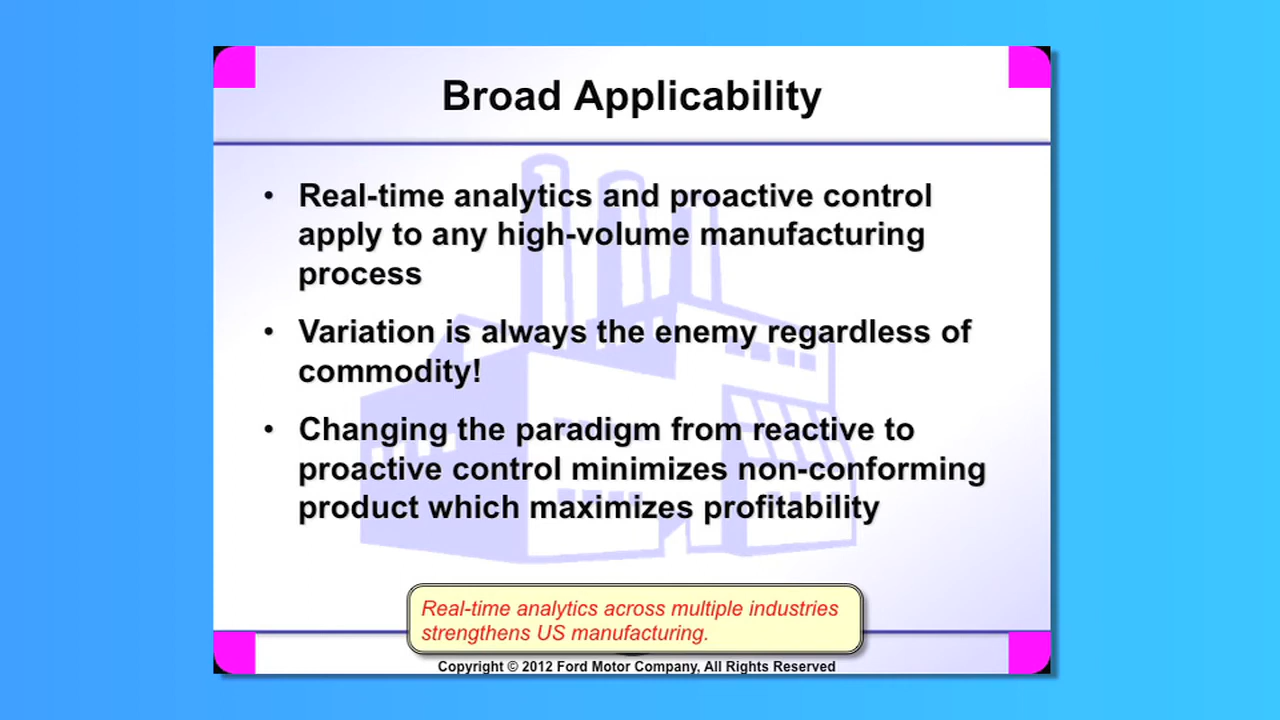 Broad Applicability
• Real-time analytics and proactive control
apply to any high-volume manufacturing
process
• Variation is always the enemy regardless of
commodity!
• Changing the paradigm from reactive to
proactive control minimizes non-conforming
product which maximizes profitability
Real-time analytics across multiple industries
strengthens US manufacturing.
Copyright © 2012 Ford Motor Company, All Rights Reserved